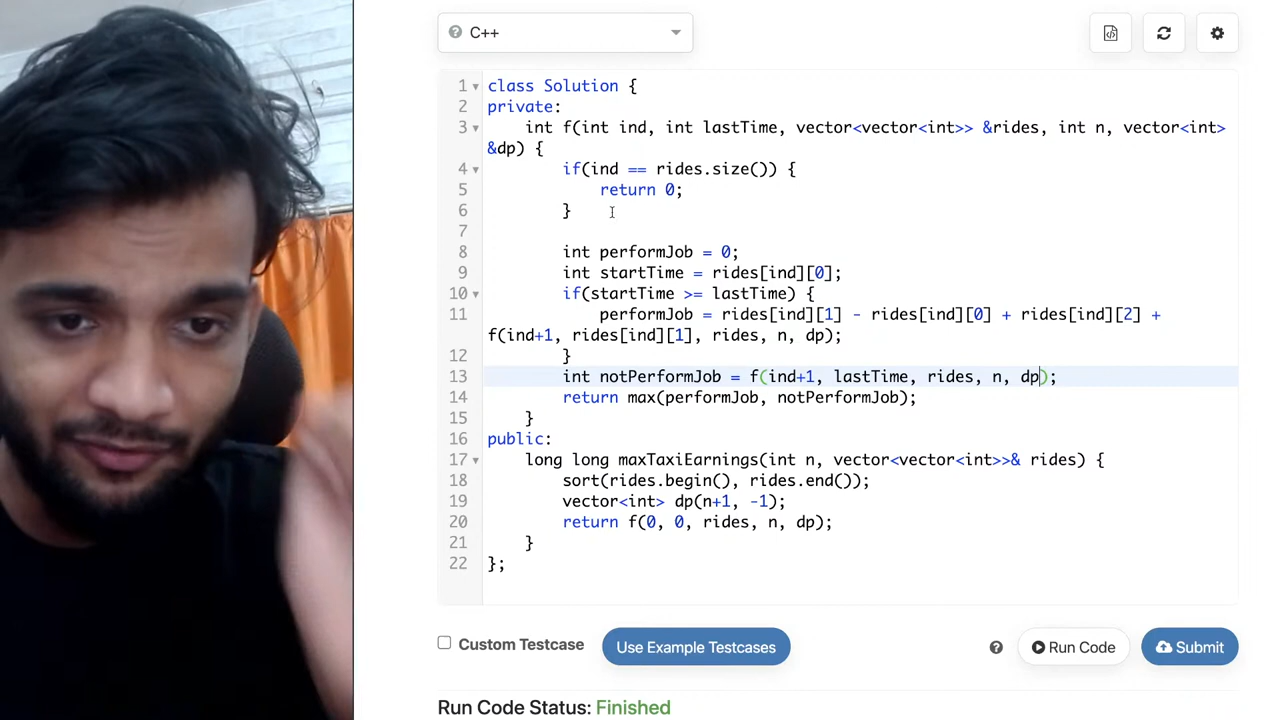 C++
1 class Solution {
2 private:
3 int f(int ind, int lastTime, vector<vector<int>> &rides, int n, vector<int>
&dp) {
4 if(ind == rides.size()) {
5 return 0;
6 }
7
8 int performJob = 0;
9 int startTime = rides[ind][0];
10 if(startTime >= lastTime) {
11 performJob = rides[ind][1] - rides[ind][0] + rides[ind][2] +
f(ind+1, rides[ind][1], rides, n, dp);
12 }
13 int notPerformJob = f(ind+1, lastTime, rides, n, dp);
14 return max(performJob, notPerformJob);
15 }
16 public:
17 long long maxTaxiEarnings(int n, vector<vector<int>>& rides) {
18 sort(rides.begin(), rides.end());
19 vector<int> dp(n+1, -1);
20 return f(0, 0, rides, n, dp);
21 }
22 };
Custom Testcase Use Example Testcases Run Code Submit
Run Code Status: Finished